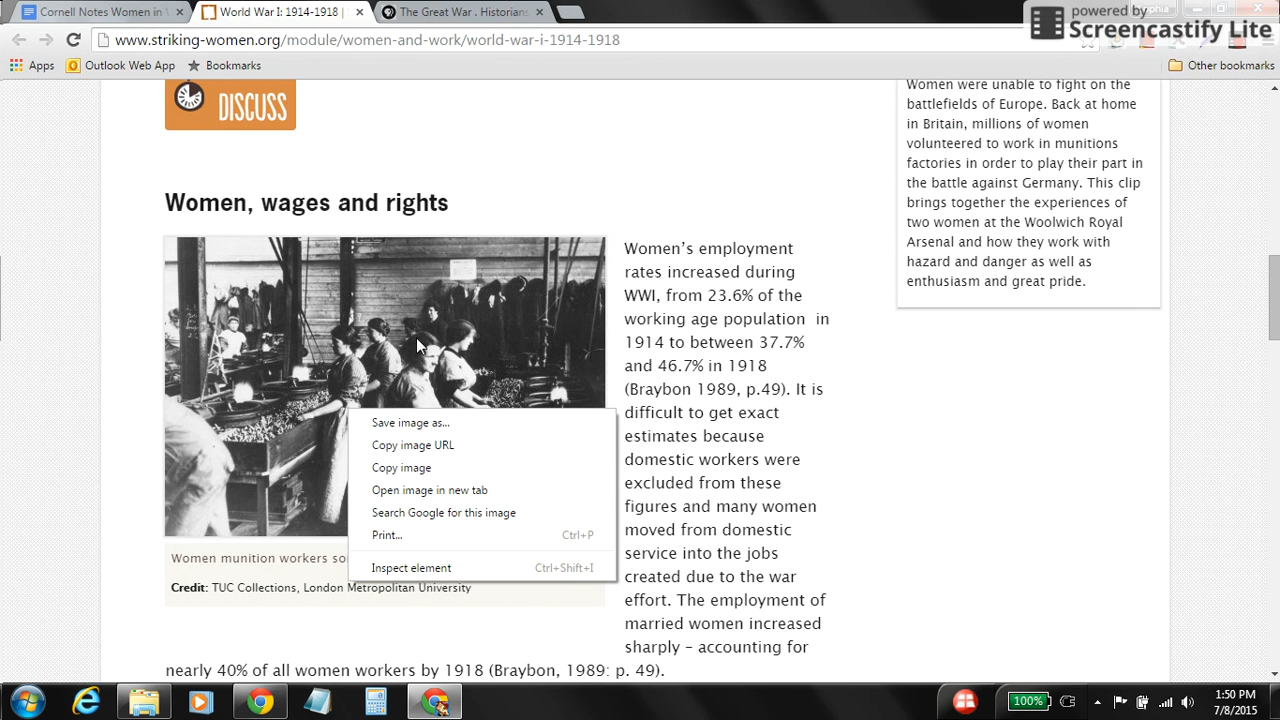 Cornell Notes Women in
World War I: 1914-1918 |
The Great War . Historians
powered by
Screencastify Lite
www.striking-women.org/module/women-and-work/world-war-i-1914-1918
Apps
Outlook Web App
Bookmarks
Other bookmarks
DISCUSS
Women were unable to fight on the
battlefields of Europe. Back at home
in Britain, millions of women
volunteered to work in munitions
factories in order to play their part in
the battle against Germany. This clip
brings together the experiences of
two women at the Woolwich Royal
Arsenal and how they work with
hazard and danger as well as
enthusiasm and great pride.
Women, wages and rights
Women's employment
rates increased during
WWI, from 23.6% of the
working age population in
1914 to between 37.7%
and 46.7% in 1918
(Braybon 1989, p.49). It is
difficult to get exact
estimates because
domestic workers were
excluded from these
figures and many women
moved from domestic
service into the jobs
created due to the war
effort. The employment of
married women increased
sharply – accounting for
nearly 40% of all women workers by 1918 (Braybon, 1989: p. 49).
Save image as...
Copy image URL
Copy image
Open image in new tab
Search Google for this image
Print... Ctrl+P
Inspect element Ctrl+Shift+I
Women munition workers
Credit: TUC Collections, London Metropolitan University
100%
1:50 PM
7/8/2015